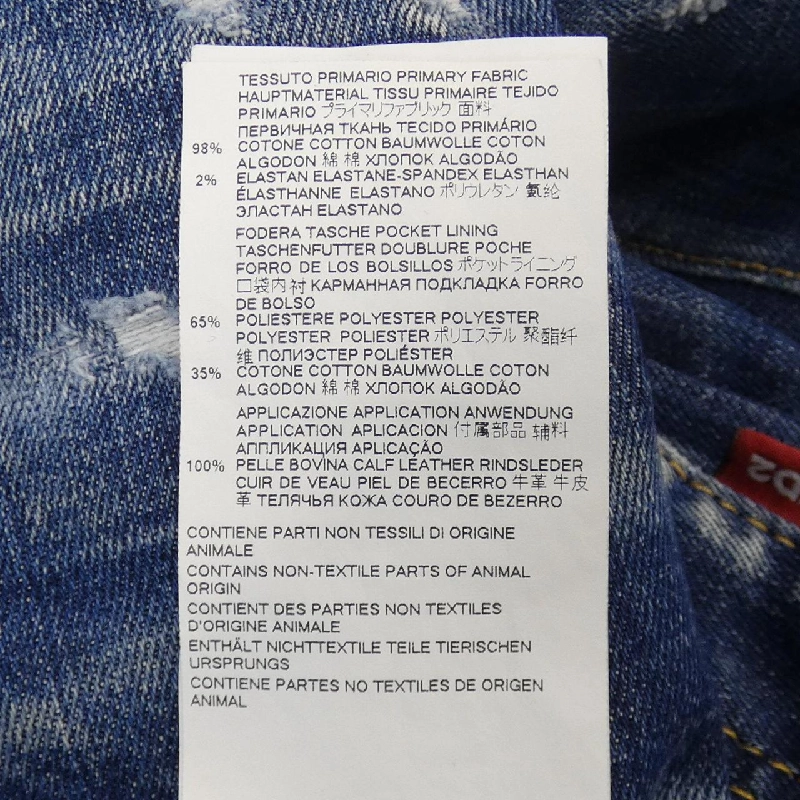 TESSUTO PRIMARIO PRIMARY FABRIC
HAUPTMATERIAL TISSU PRIMAIRE TEJIDO
PRIMARIO プライマリファブリック 面料
ПЕРВИЧНАЯ ТКАНЬ TECIDO PRIMÁRIO
98% COTONE COTTON BAUMWOLLE COTON
ALGODON 綿 棉 ХЛОПОК ALGODÃO
2% ELASTAN ELASTANE-SPANDEX ELASTHAN
ÉLASTHANNE ELASTANO ポリウレタン 氨纶
ЭЛАСТАН ELASTANO
FODERA TASCHE POCKET LINING
TASCHENFUTTER DOUBLURE POCHE
FORRO DE LOS BOLSILLOS ポケットライニング
口袋内衬 КАРМАННАЯ ПОДКЛАДКА FORRO
DE BOLSO
65% POLIESTERE POLYESTER POLYESTER
POLYESTER POLIESTER ポリエステル 聚酯纤
维 ПОЛИЭСТЕР POLIÉSTER
35% COTONE COTTON BAUMWOLLE COTON
ALGODON 綿 棉 ХЛОПОК ALGODÃO
APPLICAZIONE APPLICATION ANWENDUNG
APPLICATION APLICACION 付属部品 辅料
АППЛИКАЦИЯ APLICAÇÃO
100% PELLE BOVINA CALF LEATHER RINDSLEDER
CUIR DE VEAU PIEL DE BECERRO 牛革 牛皮
革 ТЕЛЯЧЬЯ КОЖА COURO DE BEZERRO
CONTIENE PARTI NON TESSILI DI ORIGINE
ANIMALE
CONTAINS NON-TEXTILE PARTS OF ANIMAL
ORIGIN
CONTIENT DES PARTIES NON TEXTILES
D'ORIGINE ANIMALE
ENTHÄLT NICHTTEXTILE TEILE TIERISCHEN
URSPRUNGS
CONTIENE PARTES NO TEXTILES DE ORIGEN
ANIMAL
D2